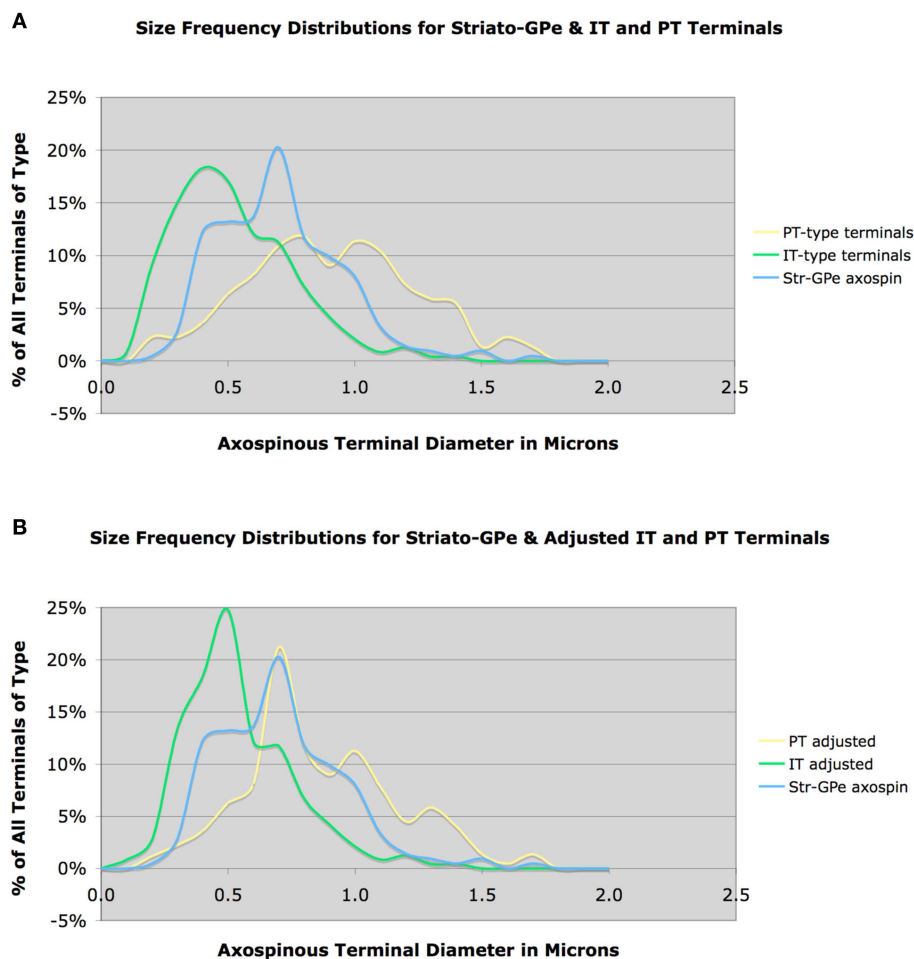 A
Size Frequency Distributions for Striato-GPe & IT and PT Terminals
25%
20%
15%
10%
5%
0%
-5%
% of All Terminals of Type
0.0 0.5 1.0 1.5 2.0 2.5
Axospinous Terminal Diameter in Microns
PT-type terminals
IT-type terminals
Str-GPe axospin
B
Size Frequency Distributions for Striato-GPe & Adjusted IT and PT Terminals
25%
20%
15%
10%
5%
0%
-5%
% of All Terminals of Type
0.0 0.5 1.0 1.5 2.0 2.5
Axospinous Terminal Diameter in Microns
PT adjusted
IT adjusted
Str-GPe axospin